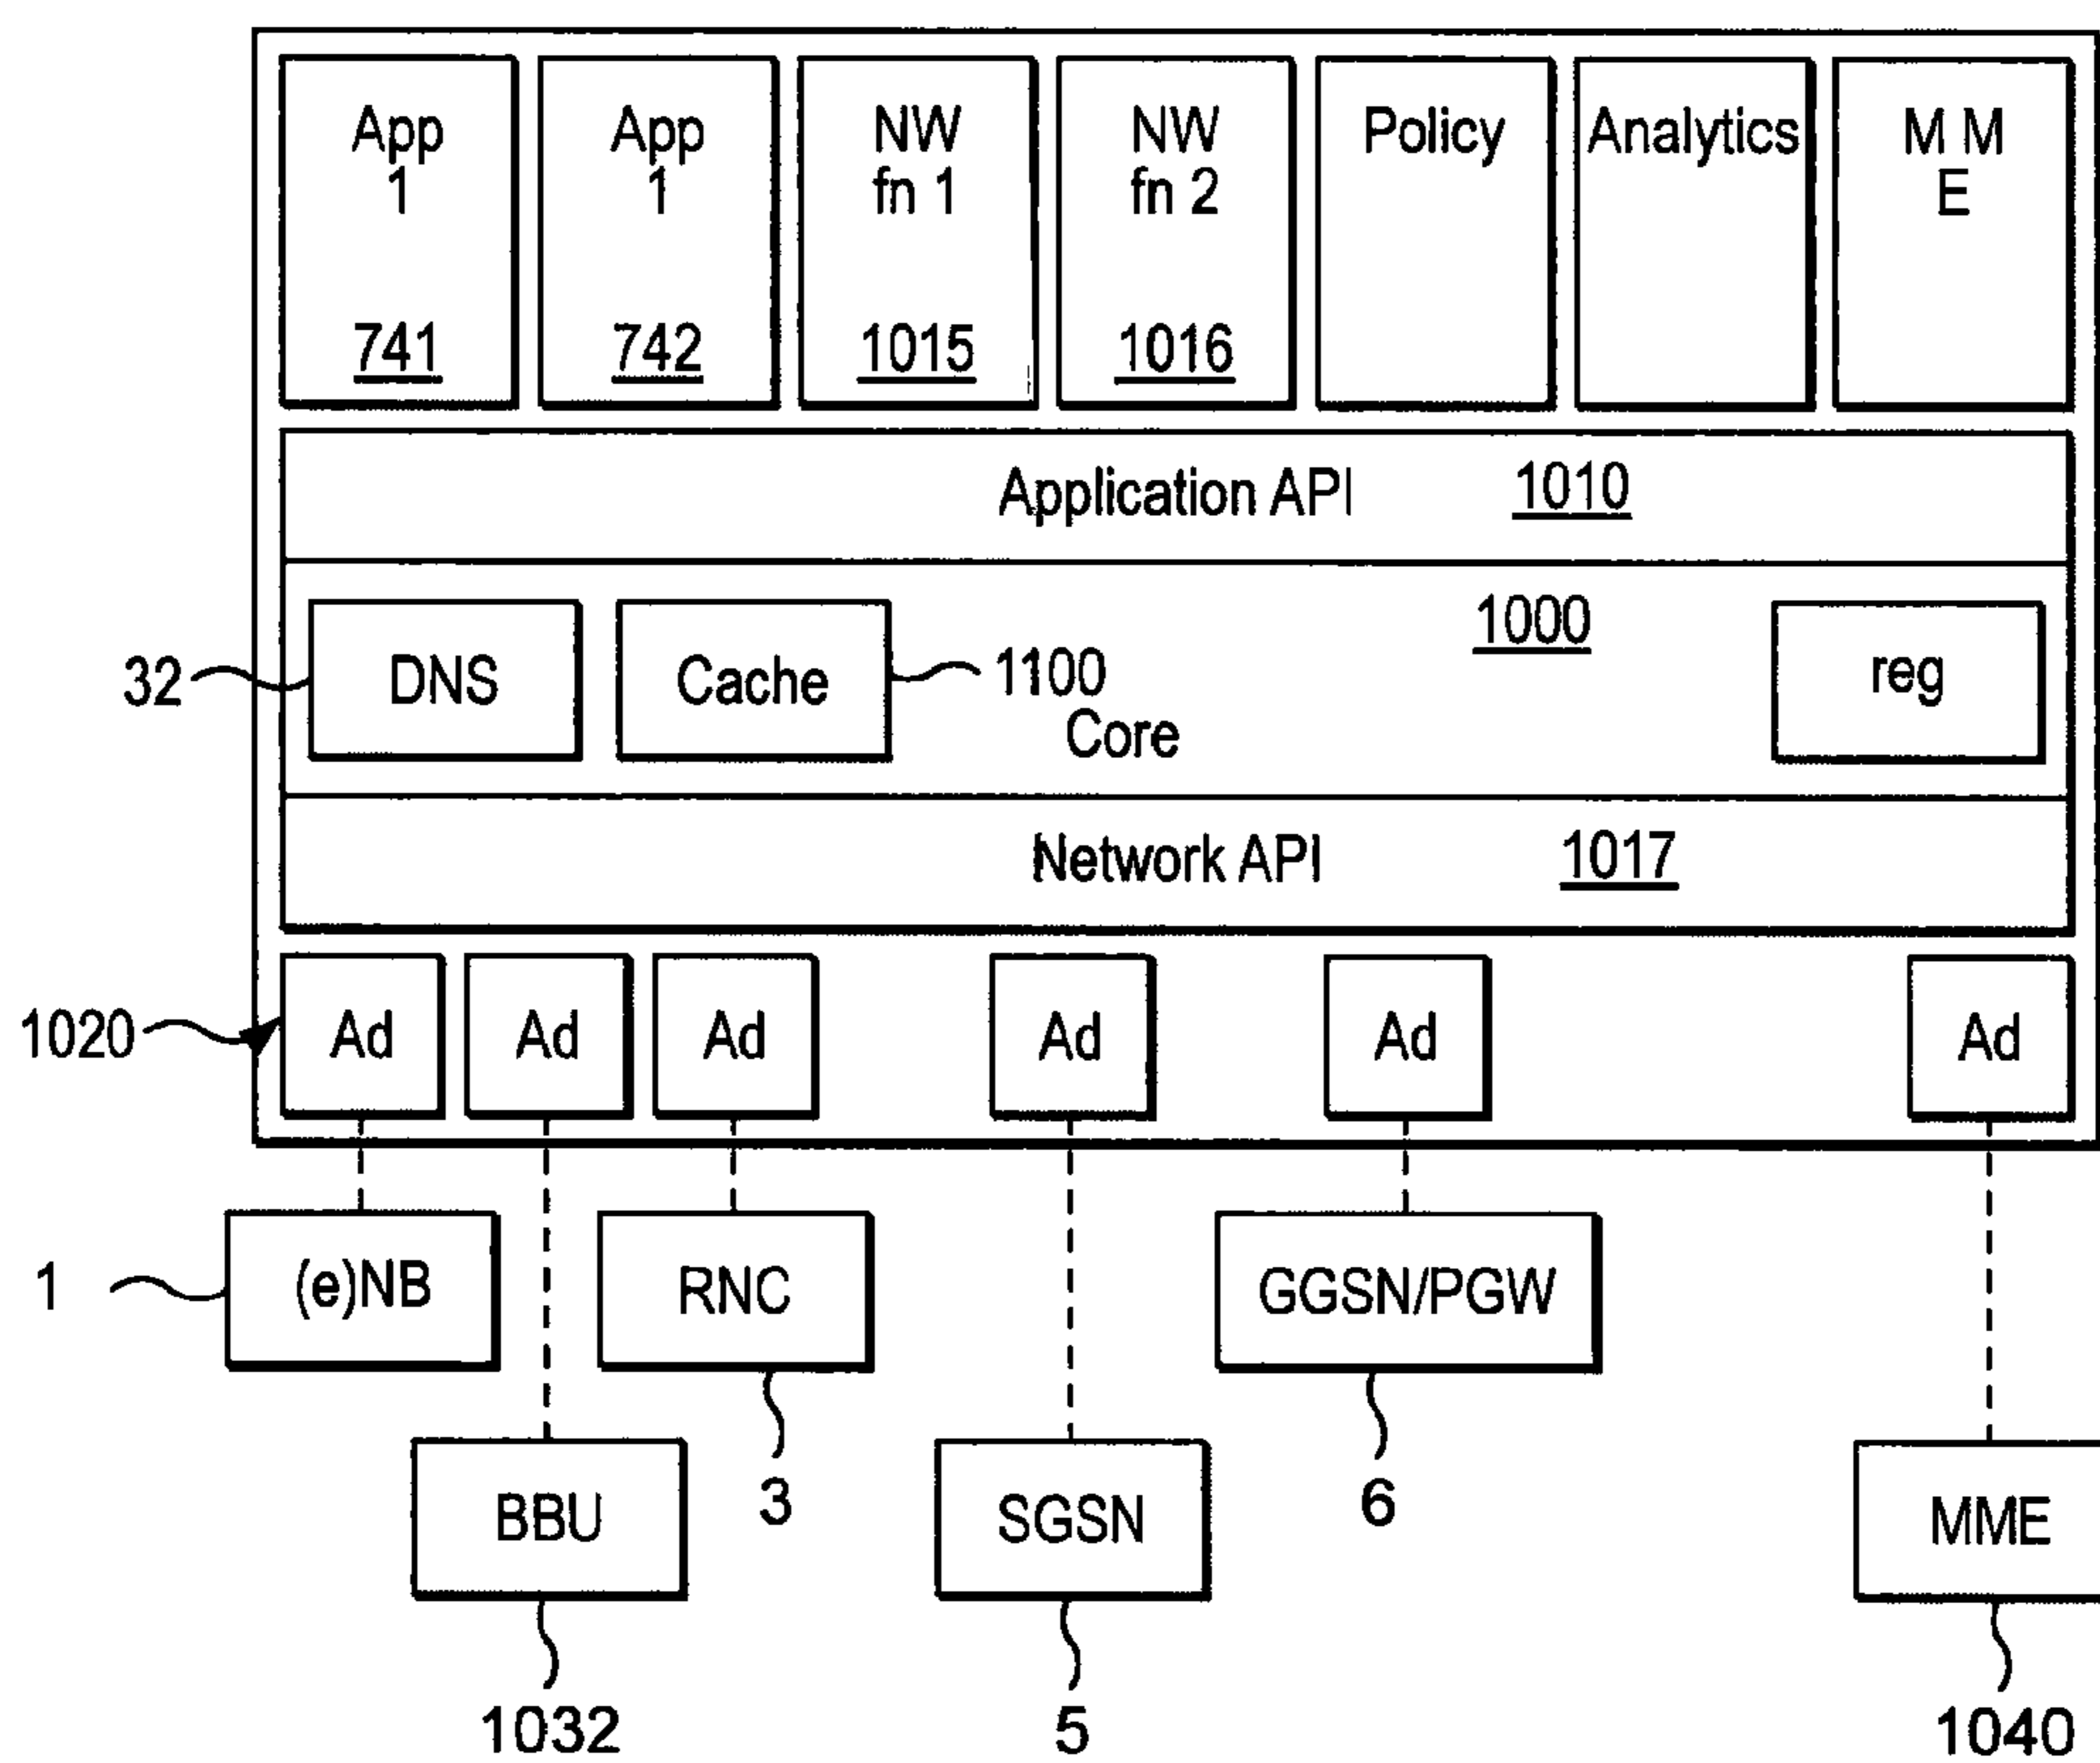 App
1
741
App
1
742
NW
fn 1
1015
NW
fn 2
1016
Policy
Analytics
M M
E
Application API 1010
1000
32
DNS
Cache
1100
Core
reg
Network API 1017
1020
Ad
Ad
Ad
Ad
Ad
Ad
1
(e)NB
RNC
GGSN/PGW
3
6
BBU
SGSN
MME
1032
5
1040